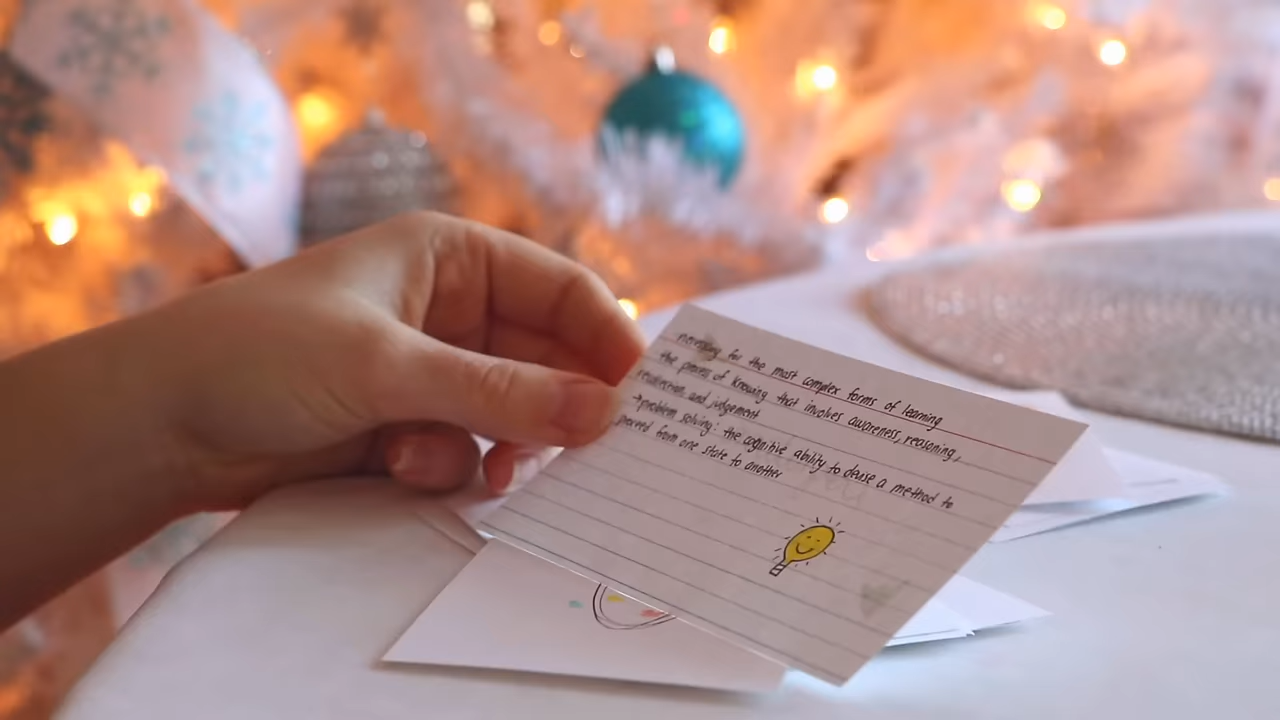 necessary for the most complex forms of learning
the process of knowing that involves awareness, reasoning,
recollection and judgement
→problem solving: the cognitive ability to devise a method to
proceed from one state to another